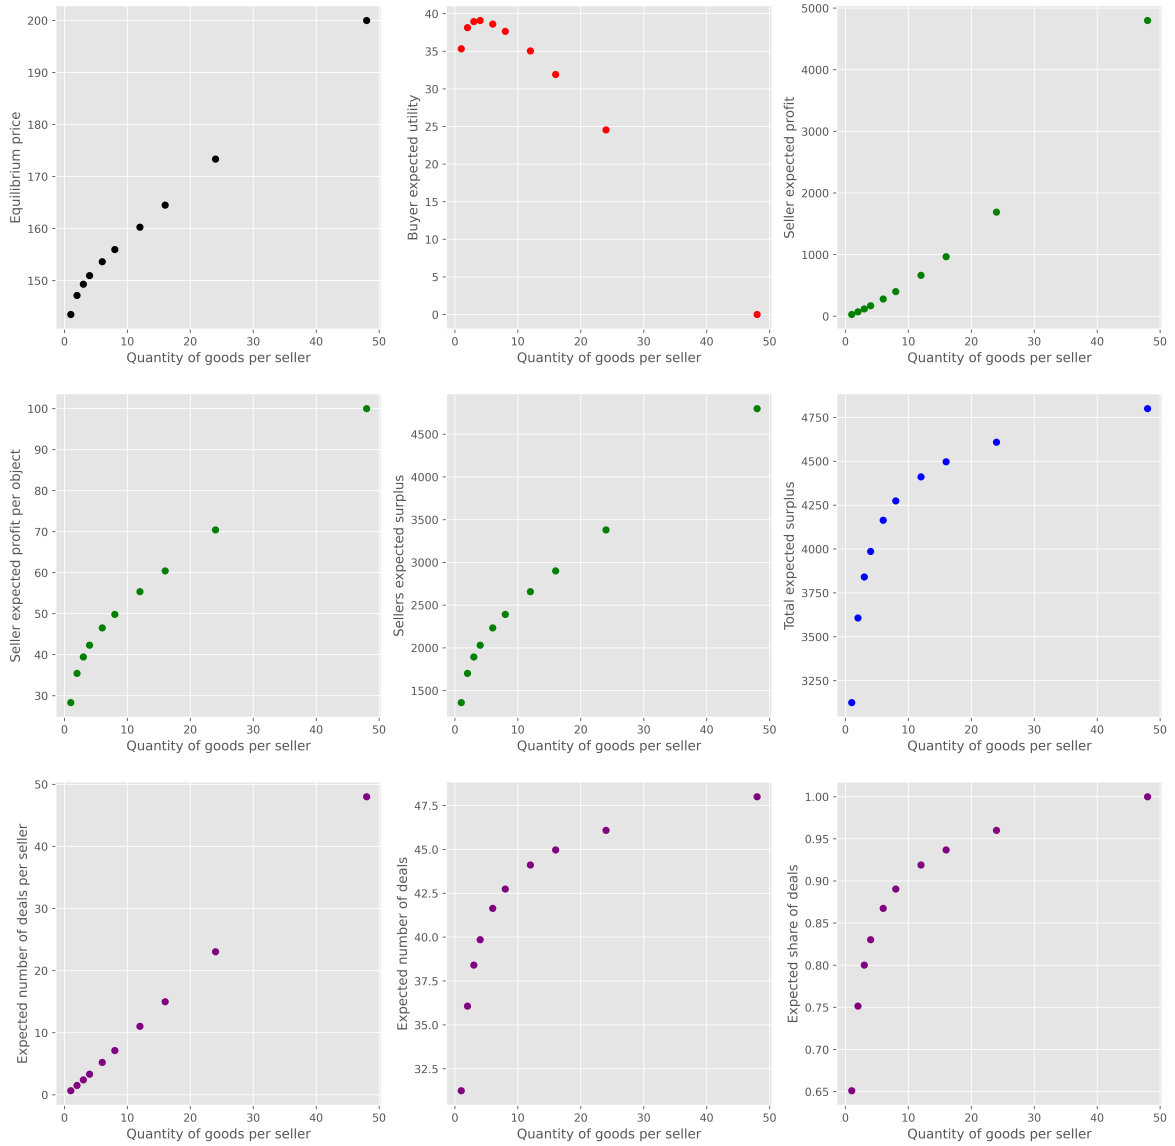 Equilibrium price
200
190
180
170
160
150
0 10 20 30 40 50
Quantity of goods per seller
Buyer expected utility
40
35
30
25
20
15
10
5
0
0 10 20 30 40 50
Quantity of goods per seller
Seller expected profit
5000
4000
3000
2000
1000
0
0 10 20 30 40 50
Quantity of goods per seller
Seller expected profit per object
100
90
80
70
60
50
40
30
0 10 20 30 40 50
Quantity of goods per seller
Sellers expected surplus
4500
4000
3500
3000
2500
2000
1500
0 10 20 30 40 50
Quantity of goods per seller
Total expected surplus
4750
4500
4250
4000
3750
3500
3250
0 10 20 30 40 50
Quantity of goods per seller
Expected number of deals per seller
50
40
30
20
10
0
0 10 20 30 40 50
Quantity of goods per seller
Expected number of deals
47.5
45.0
42.5
40.0
37.5
35.0
32.5
0 10 20 30 40 50
Quantity of goods per seller
Expected share of deals
1.00
0.95
0.90
0.85
0.80
0.75
0.70
0.65
0 10 20 30 40 50
Quantity of goods per seller